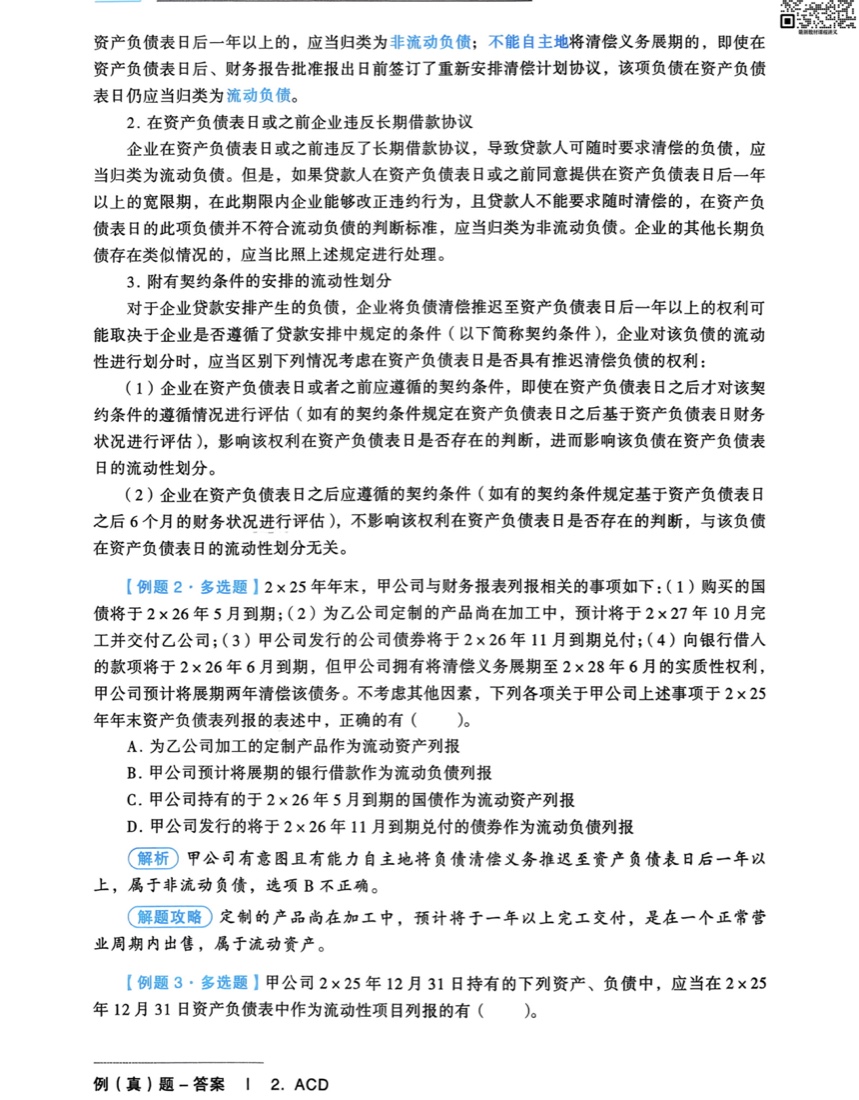 资产负债表日后一年以上的，应当归类为非流动负债；不能自主地将清偿义务展期的，即使在
资产负债表日后、财务报告批准报出日前签订了重新安排清偿计划协议，该项负债在资产负债
表日仍应当归类为流动负债。
2. 在资产负债表日或之前企业违反长期借款协议
企业在资产负债表日或之前违反了长期借款协议，导致贷款人可随时要求清偿的负债，应
当归类为流动负债。但是，如果贷款人在资产负债表日或之前同意提供在资产负债表日后一年
以上的宽限期，在此期限内企业能够改正违约行为，且贷款人不能要求随时清偿的，在资产负
债表日的此项负债并不符合流动负债的判断标准，应当归类为非流动负债。企业的其他长期负
债存在类似情况的，应当比照上述规定进行处理。
3. 附有契约条件的安排的流动性划分
对于企业贷款安排产生的负债，企业将负债清偿推迟至资产负债表日后一年以上的权利可
能取决于企业是否遵循了贷款安排中规定的条件（以下简称契约条件），企业对该负债的流动
性进行划分时，应当区别下列情况考虑在资产负债表日是否具有推迟清偿负债的权利：
（1）企业在资产负债表日或者之前应遵循的契约条件，即使在资产负债表日之后才对该契
约条件的遵循情况进行评估（如有的契约条件规定在资产负债表日之后基于资产负债表日财务
状况进行评估），影响该权利在资产负债表日是否存在的判断，进而影响该负债在资产负债表
日的流动性划分。
（2）企业在资产负债表日之后应遵循的契约条件（如有的契约条件规定基于资产负债表日
之后6个月的财务状况进行评估），不影响该权利在资产负债表日是否存在的判断，与该负债
在资产负债表日的流动性划分无关。
【例题2·多选题】2×25年年末，甲公司与财务报表列报相关的事项如下：（1）购买的国
债将于2×26年5月到期；（2）为乙公司定制的产品尚在加工中，预计将于2×27年10月完
工并交付乙公司；（3）甲公司发行的公司债券将于2×26年11月到期兑付；（4）向银行借入
的款项将于2×26年6月到期，但甲公司拥有将清偿义务展期至2×28年6月的实质性权利，
甲公司预计将展期两年清偿该债务。不考虑其他因素，下列各项关于甲公司上述事项于2×25
年年末资产负债表列报的表述中，正确的有（　　）。
A. 为乙公司加工的定制产品作为流动资产列报
B. 甲公司预计将展期的银行借款作为流动负债列报
C. 甲公司持有的于2×26年5月到期的国债作为流动资产列报
D. 甲公司发行的将于2×26年11月到期兑付的债券作为流动负债列报
解析 甲公司有意图且有能力自主地将负债清偿义务推迟至资产负债表日后一年以
上，属于非流动负债，选项B不正确。
解题攻略 定制的产品尚在加工中，预计将于一年以上完工交付，是在一个正常营
业周期内出售，属于流动资产。
【例题3·多选题】甲公司2×25年12月31日持有的下列资产、负债中，应当在2×25
年12月31日资产负债表中作为流动性项目列报的有（　　）。
例（真）题－答案 | 2. ACD